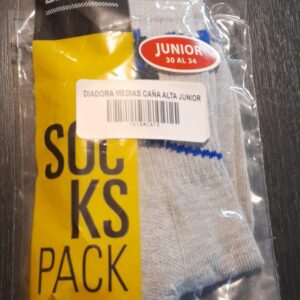 JUNIOR
30 AL 34
DIADORA MEDIAS CAÑA ALTA JUNIOR
SOC
KS
PACK